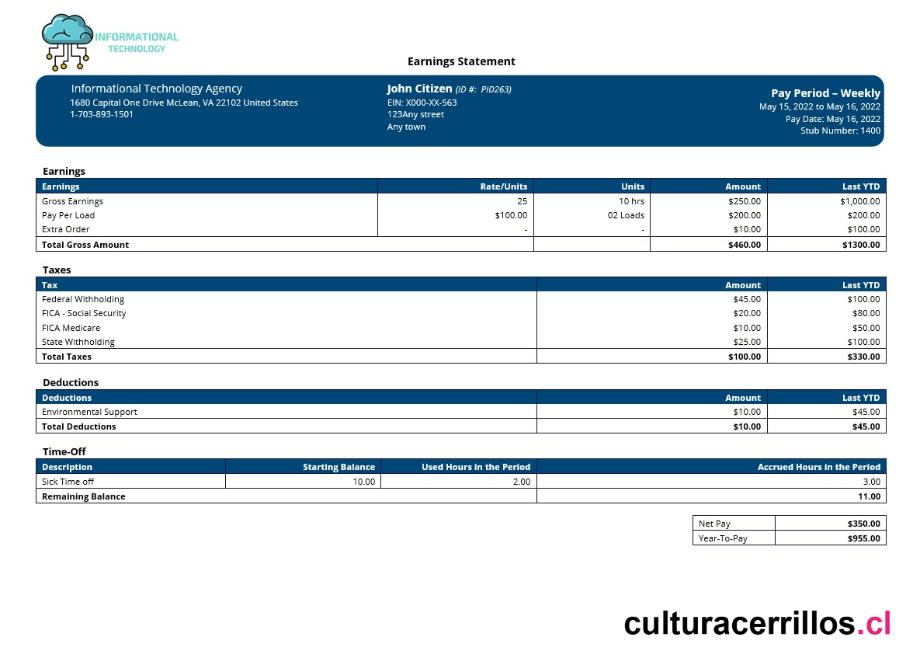 INFORMATIONAL
TECHNOLOGY
Earnings Statement
Informational Technology Agency
1680 Capital One Drive McLean, VA 22102 United States
1-703-893-1501
John Citizen (ID #: PID263)
EIN: X000-XX-563
123Any street
Any town
Pay Period – Weekly
May 15, 2022 to May 16, 2022
Pay Date: May 16, 2022
Stub Number: 1400
Earnings
Earnings Rate/Units Units Amount Last YTD
Gross Earnings 25 10 hrs $250.00 $1,000.00
Pay Per Load $100.00 02 Loads $200.00 $200.00
Extra Order - - $10.00 $100.00
Total Gross Amount $460.00 $1300.00
Taxes
Tax Amount Last YTD
Federal Withholding $45.00 $100.00
FICA - Social Security $20.00 $80.00
FICA Medicare $10.00 $50.00
State Withholding $25.00 $100.00
Total Taxes $100.00 $330.00
Deductions
Deductions Amount Last YTD
Environmental Support $10.00 $45.00
Total Deductions $10.00 $45.00
Time-Off
Description Starting Balance Used Hours In the Period Accrued Hours In the Period
Sick Time off 10.00 2.00 3.00
Remaining Balance 11.00
Net Pay $350.00
Year-To-Pay $955.00
culturacerrillos.cl